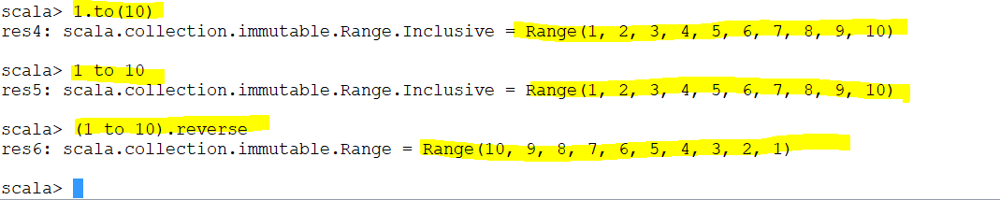 scala> 1.to(10)
res4: scala.collection.immutable.Range.Inclusive = Range(1, 2, 3, 4, 5, 6, 7, 8, 9, 10)
scala> 1 to 10
res5: scala.collection.immutable.Range.Inclusive = Range(1, 2, 3, 4, 5, 6, 7, 8, 9, 10)
scala> (1 to 10).reverse
res6: scala.collection.immutable.Range = Range(10, 9, 8, 7, 6, 5, 4, 3, 2, 1)
scala>